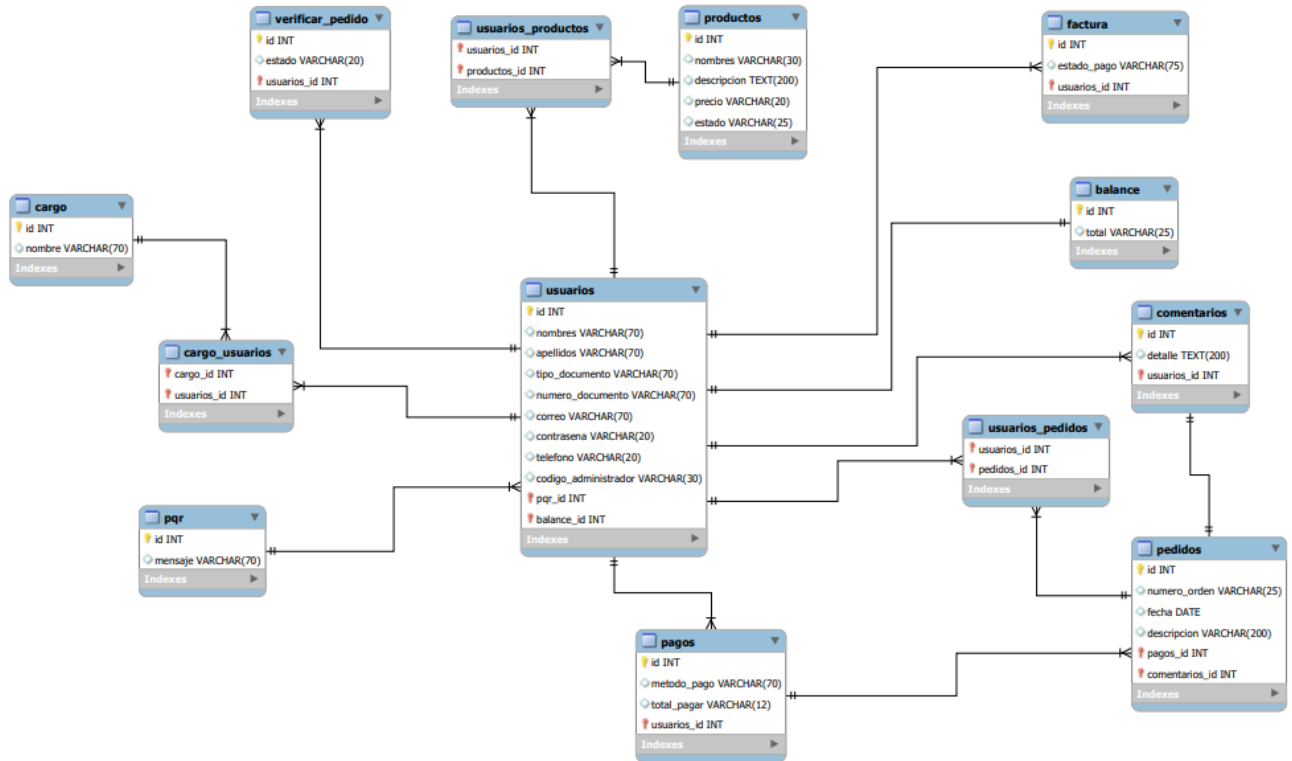 verificar_pedido
id INT
estado VARCHAR(20)
usuarios_id INT
Indexes
usuarios_productos
usuarios_id INT
productos_id INT
Indexes
productos
id INT
nombres VARCHAR(30)
descripcion TEXT(200)
precio VARCHAR(20)
estado VARCHAR(25)
Indexes
factura
id INT
estado_pago VARCHAR(75)
usuarios_id INT
Indexes
cargo
id INT
nombre VARCHAR(70)
Indexes
balance
id INT
total VARCHAR(25)
Indexes
cargo_usuarios
cargo_id INT
usuarios_id INT
Indexes
usuarios
id INT
nombres VARCHAR(70)
apellidos VARCHAR(70)
tipo_documento VARCHAR(70)
numero_documento VARCHAR(70)
correo VARCHAR(70)
contrasena VARCHAR(20)
telefono VARCHAR(20)
codigo_administrador VARCHAR(30)
pqr_id INT
balance_id INT
Indexes
comentarios
id INT
detalle TEXT(200)
usuarios_id INT
Indexes
usuarios_pedidos
usuarios_id INT
pedidos_id INT
Indexes
pqr
id INT
mensaje VARCHAR(70)
Indexes
pedidos
id INT
numero_orden VARCHAR(25)
fecha DATE
descripcion VARCHAR(200)
pagos_id INT
comentarios_id INT
Indexes
pagos
id INT
metodo_pago VARCHAR(70)
total_pagar VARCHAR(12)
usuarios_id INT
Indexes